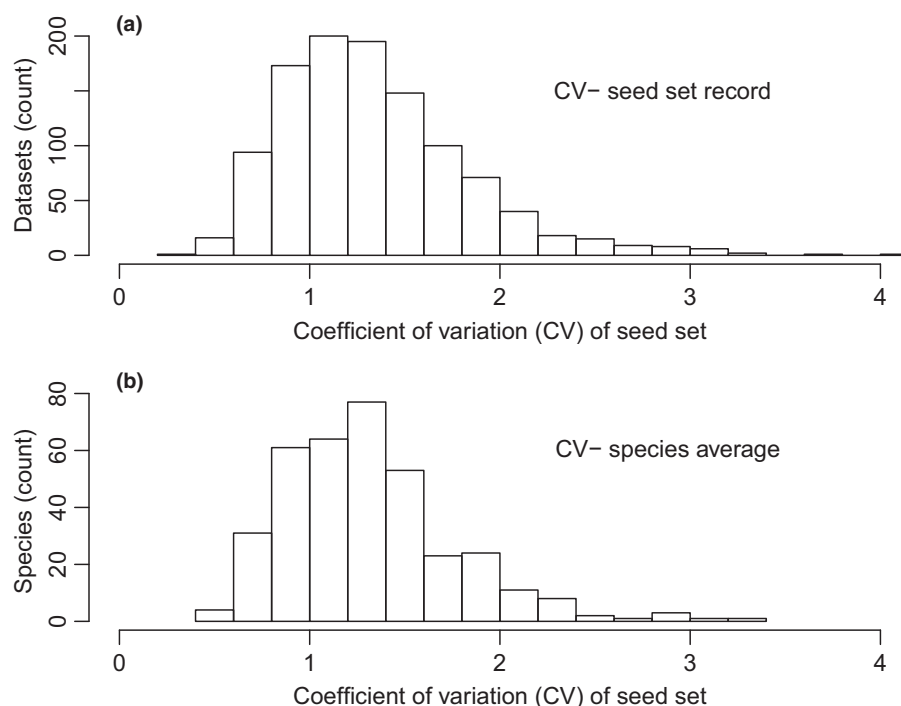 (a)
CV− seed set record
Datasets (count)
200
100
50
0
0 1 2 3 4
Coefficient of variation (CV) of seed set
(b)
CV− species average
Species (count)
80
60
40
20
0
0 1 2 3 4
Coefficient of variation (CV) of seed set